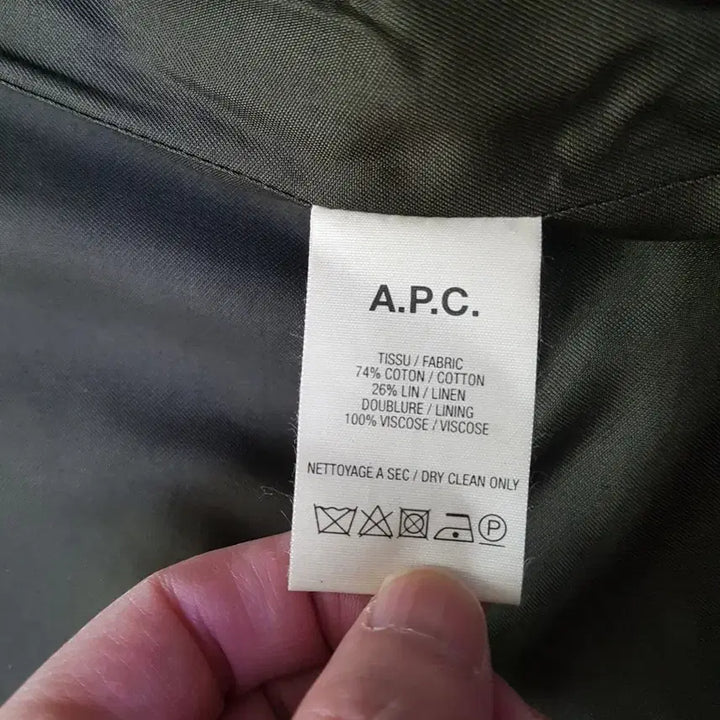 A.P.C.
TISSU / FABRIC
74% COTON / COTTON
26% LIN / LINEN
DOUBLURE / LINING
100% VISCOSE / VISCOSE
NETTOYAGE A SEC / DRY CLEAN ONLY
P